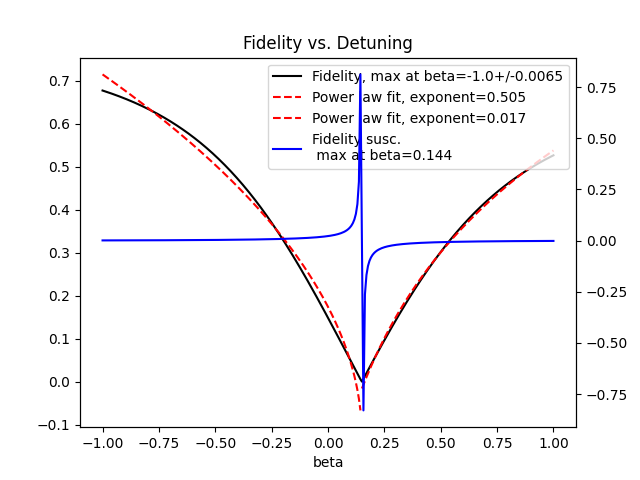 Fidelity vs. Detuning
Fidelity, max at beta=-1.0+/-0.0065
Power law fit, exponent=0.505
Power law fit, exponent=0.017
Fidelity susc.
max at beta=0.144
0.7
0.6
0.5
0.4
0.3
0.2
0.1
0.0
−0.1
0.75
0.50
0.25
0.00
−0.25
−0.50
−0.75
−1.00 −0.75 −0.50 −0.25 0.00 0.25 0.50 0.75 1.00
beta